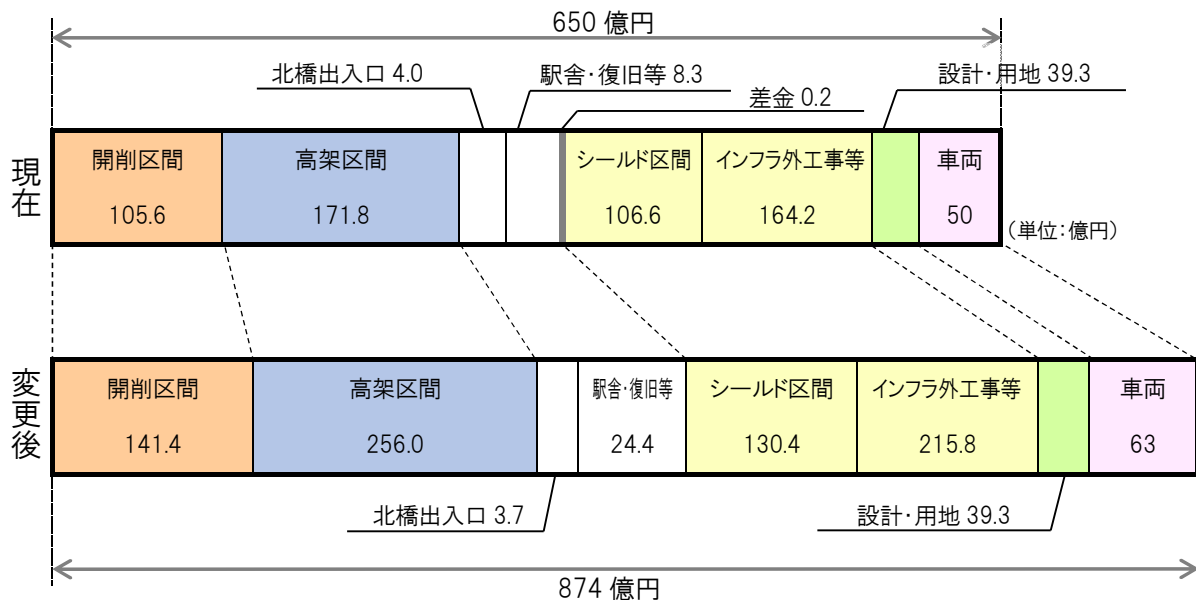 650 億円
北橋出入口 4.0
駅舎・復旧等 8.3
差金 0.2
設計・用地 39.3
現在
開削区間
105.6
高架区間
171.8
シールド区間
106.6
インフラ外工事等
164.2
車両
50
(単位:億円)
変更後
開削区間
141.4
高架区間
256.0
駅舎・復旧等
24.4
シールド区間
130.4
インフラ外工事等
215.8
車両
63
北橋出入口 3.7
設計・用地 39.3
874 億円